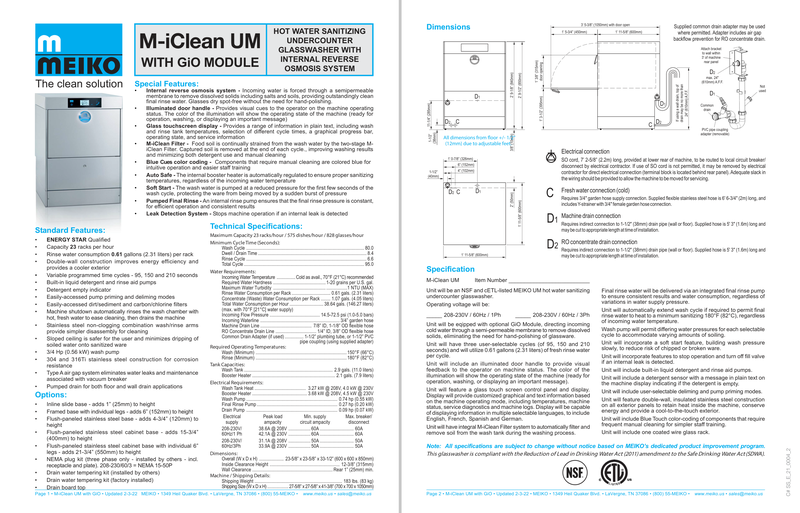 m
MEIKO
The clean solution
M-iClean UM
WITH GiO MODULE
HOT WATER SANITIZING
UNDERCOUNTER
GLASSWASHER WITH
INTERNAL REVERSE
OSMOSIS SYSTEM
Special Features:
• Internal reverse osmosis system - Incoming water is forced through a semipermeable
membrane to remove dissolved solids including salts and soils, providing outstandingly clean
final rinse water. Glasses dry spot-free without the need for hand-polishing.
• Illuminated door handle - Provides visual cues to the operator on the machine operating
status. The color of the illumination will show the operating state of the machine (ready for
operation, washing, or displaying an important message)
• Glass touchscreen display - Provides a range of information in plain text, including wash
and rinse tank temperatures, selection of different cycle times, a graphical progress bar,
operating state, and service information
• M-iClean Filter - Food soil is continually strained from the wash water by the two-stage M-
iClean Filter. Captured soil is removed at the end of each cycle., improving washing results
and minimizing both detergent use and manual cleaning
• Blue Cues color coding - Components that require manual cleaning are colored blue for
intuitive operation and easier staff training
• Auto Safe - The internal booster heater is automatically regulated to ensure proper sanitizing
temperatures, regardless of the incoming water temperature
• Soft Start - The wash water is pumped at a reduced pressure for the first few seconds of the
wash cycle, protecting the ware from being moved by a sudden burst of pressure
• Pumped Final Rinse - An internal rinse pump ensures that the final rinse pressure is constant,
for efficient operation and consistent results
• Leak Detection System - Stops machine operation if an internal leak is detected
Standard Features:
• ENERGY STAR Qualified
• Capacity 23 racks per hour
• Rinse water consumption 0.61 gallons (2.31 liters) per rack
• Double-wall construction improves energy efficiency and
provides a cooler exterior
• Variable programmed time cycles - 95, 150 and 210 seconds
• Built-in liquid detergent and rinse aid pumps
• Detergent empty indicator
• Easily-accessed pump priming and deliming modes
• Easily-accessed dirt/sediment and carbon/chlorine filters
• Machine shutdown automatically rinses the wash chamber with
hot, fresh water to ease cleaning, then drains the machine
• Stainless steel non-clogging combination wash/rinse arms
provide simpler disassembly for cleaning
• Sloped ceiling is safer for the user and minimizes dripping of
soiled water onto sanitized ware
• 3/4 Hp (0.56 kW) wash pump
• 304 and 316Ti stainless steel construction for corrosion
resistance
• Type A air gap system eliminates water leaks and maintenance
associated with vacuum breaker
• Pumped drain for both floor and wall drain applications
Options:
• Inline slide base - adds 1" (25mm) to height
• Framed base with individual legs - adds 6" (150mm) to height
• Flush-paneled stainless steel base - adds 4-3/4" (120mm) to
height
• Flush-paneled stainless steel cabinet base - adds 15-3/4"
(400mm) to height
• Flush-paneled stainless steel cabinet base with individual 6"
legs - adds 21-3/4" (550mm) to height
• NEMA plug kit (three phase only - installed by others - incl.
receptacle and plate). 208-230/60/3 = NEMA 15-50P
• Drain water tempering kit (installed by others)
• Drain water tempering kit (factory installed)
• Drain board top
Technical Specifications:
Maximum Capacity 23 racks/hour / 575 dishes/hour / 828 glasses/hour
Minimum Cycle Time (Seconds):
Wash Cycle 80.0
Dwell / Drain Time 8.4
Rinse Cycle 6.6
Total Cycle 95.0
Water Requirements:
Incoming Water Temperature Cold as avail., 70°F (21°C) recommended
Required Water Hardness 1-20 grains per U.S. gal.
Maximum Water Turbidity 1 NTU (MAX)
Rinse Water Consumption per Rack 0.61 gals. (2.31 liters)
Concentrate (Waste) Water Consumption per Rack 1.07 gals. (4.05 liters)
Total Water Consumption per Hour 38.64 gals. (146.27 liters)
(max. with 70°F (21°C) water supply)
Incoming Flow Pressure 14.5-72.5 psi (1.0-5.0 bars)
Incoming Waterline 3/4" garden hose
Machine Drain Line 7/8" ID, 1-1/8" OD flexible hose
RO Concentrate Drain Line 1/4" ID, 3/8" OD flexible hose
Common Drain Adapter (if used) 1-1/2" plumbing tube, or 1-1/2" PVC
pipe coupling (using supplied adapter)
Required Operating Temperatures:
Wash (Minimum) 150°F (66°C)
Rinse (Minimum) 180°F (82°C)
Tank Capacities:
Wash Tank 2.9 gals. (11.0 liters)
Booster Heater 2.1 gals. (7.9 liters)
Electrical Requirements:
Wash Tank Heat 3.27 kW @ 208V, 4.0 kW @ 230V
Booster Heater 3.68 kW @ 208V, 4.5 kW @ 230V
Wash Pump 0.74 hp (0.55 kW)
Final Rinse Pump 0.27 hp (0.20 kW)
Drain Pump 0.09 hp (0.07 kW)
Electrical Peak load Min. supply Max. breaker/
supply ampacity circuit ampacity disconnect
208-230V/ 38.6A @ 208V 60A 60A
60Hz/1 Ph 42.1A @ 230V 60A 60A
208-230V/ 31.1A @ 208V 50A 50A
60Hz/3Ph 33.9A @ 230V 50A 50A
Dimensions:
Overall (W x D x H) 23-5/8" x 23-5/8" x 33-1/2" (600 x 600 x 850mm)
Inside Clearance Height 12-3/8" (315mm)
Wall Clearance Rear 1" (25mm) min.
Machine / Shipping Details:
Shipping Weight 183 lbs. (83 kg)
Shipping Size (W x D x H) 27-5/8" x 27-5/8" x 41-3/8" (700 x 700 x 1050mm)
Page 1 • M-iClean UM with GiO • Updated 2-3-22 MEIKO • 1349 Heil Quaker Blvd. • LaVergne, TN 37086 • (800) 55-MEIKO • www.meiko.us • sales@meiko.us
Dimensions
All dimensions from floor +/- 1/2"
(12mm) due to adjustable feet
Supplied common drain adapter may be used
where permitted. Adapter includes air gap
backflow prevention for RO concentrate drain.
Attach bracket
to wall within
5' of machine
rear panel
D2
max. 24"
(610mm) A.F.F.
Not
used
D1
Common
drain
PVC pipe coupling
adapter (removable)
Electrical connection
SO cord, 7' 2-5/8" (2.2m) long, provided at lower rear of machine, to be routed to local circuit breaker/
disconnect by electrical contractor. If use of SO cord is not permitted, it may be removed by electrical
contractor for direct electrical connection (terminal block is located behind rear panel). Adequate slack in
the wiring should be provided to allow the machine to be moved for servicing.
C Fresh water connection (cold)
Requires 3/4" garden hose supply connection. Supplied flexible stainless steel hose is 6' 6-3/4" (2m) long, and
includes Y-strainer with 3/4" female garden hose connection.
D1 Machine drain connection
Requires indirect connection to 1-1/2" (38mm) drain pipe (wall or floor). Supplied hose is 5' 3" (1.6m) long and
may be cut to appropriate length at time of installation.
D2 RO concentrate drain connection
Requires indirect connection to 1-1/2" (38mm) drain pipe (wall or floor). Supplied hose is 5' 3" (1.6m) long and
may be cut to appropriate length at time of installation.
Specification
M-iClean UM Item Number
Unit will be an NSF and cETL-listed MEIKO UM hot water sanitizing
undercounter glasswasher.
Operating voltage will be:
208-230V / 60Hz / 1Ph 208-230V / 60Hz / 3Ph
Unit will be equipped with optional GiO Module, directing incoming
cold water through a semi-permeable membrane to remove dissolved
solids, eliminating the need for hand-polishing of glassware.
Unit will have three user-selectable cycles (of 95, 150 and 210
seconds) and will utilize 0.61 gallons (2.31 liters) of fresh rinse water
per cycle.
Unit will include an illuminated door handle to provide visual
feedback to the operator on machine status. The color of the
illumination will show the operating state of the machine (ready for
operation, washing, or displaying an important message).
Unit will feature a glass touch screen control panel and display.
Display will provide customized graphical and text information based
on the machine operating mode, including temperatures, machine
status, service diagnostics and machine logs. Display will be capable
of displaying information in multiple selectable languages, to include
English, French, Spanish and German.
Unit will have integral M-iClean Filter system to automatically filter and
remove soil from the wash tank during the washing process.
Final rinse water will be delivered via an integrated final rinse pump
to ensure consistent results and water consumption, regardless of
variations in water supply pressure.
Unit will automatically extend wash cycle if required to permit final
rinse water to heat to a minimum sanitizing 180°F (82°C), regardless
of incoming water temperature.
Wash pump will permit differing water pressures for each selectable
cycle to accommodate varying amounts of soiling.
Unit will incorporate a soft start feature, building wash pressure
slowly, to reduce risk of chipped or broken ware.
Unit will incorporate features to stop operation and turn off fill valve
if an internal leak is detected.
Unit will include built-in liquid detergent and rinse aid pumps.
Unit will include a detergent sensor with a message in plain text on
the machine display indicating if the detergent is empty.
Unit will include user-selectable deliming and pump priming modes.
Unit will feature double-wall, insulated stainless steel construction
on all exterior panels to retain heat inside the machine, conserve
energy and provide a cool-to-the-touch exterior.
Unit will include Blue Touch color-coding of components that require
frequent manual cleaning for simpler staff training.
Unit will include one coated wire glass rack.
Note: All specifications are subject to change without notice based on MEIKO's dedicated product improvement program.
This glasswasher is compliant with the Reduction of Lead in Drinking Water Act (2011) amendment to the Safe Drinking Water Act (SDWA).
NSF
Page 2 • M-iClean UM with GiO • Updated 2-3-22 • MEIKO • 1349 Heil Quaker Blvd. • LaVergne, TN 37086 • (800) 55-MEIKO • www.meiko.us • sales@meiko.us